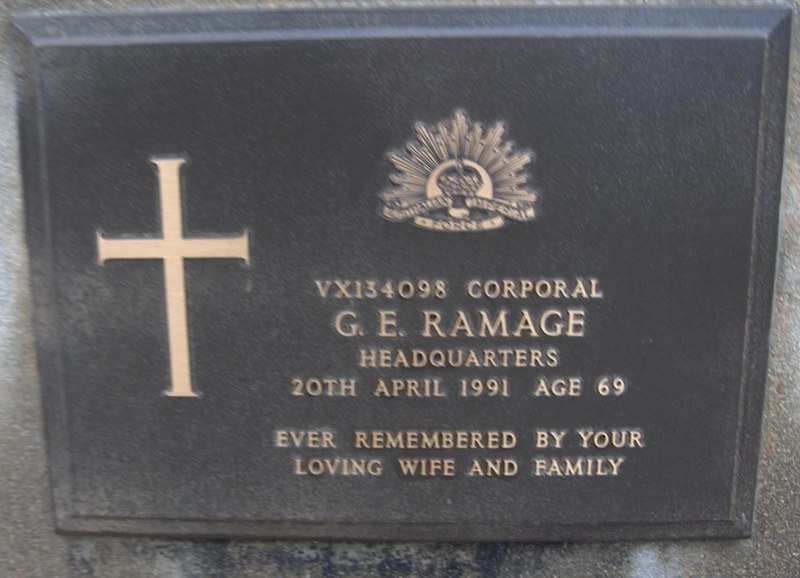 VX134098 CORPORAL
G. E. RAMAGE
HEADQUARTERS
20TH APRIL 1991 AGE 69
EVER REMEMBERED BY YOUR
LOVING WIFE AND FAMILY